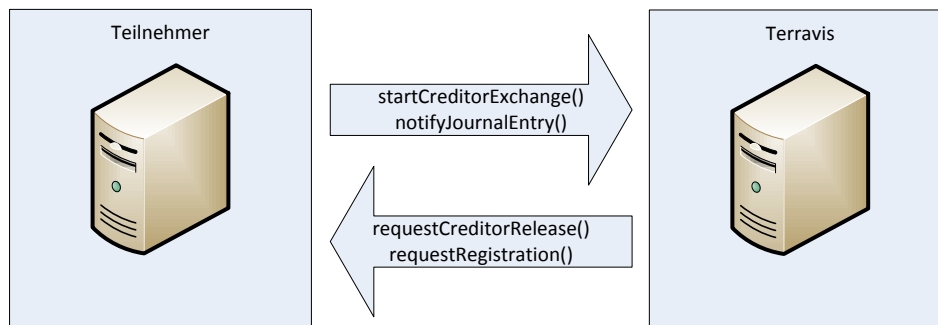 Teilnehmer
Terravis
startCreditorExchange()
notifyJournalEntry()
requestCreditorRelease()
requestRegistration()